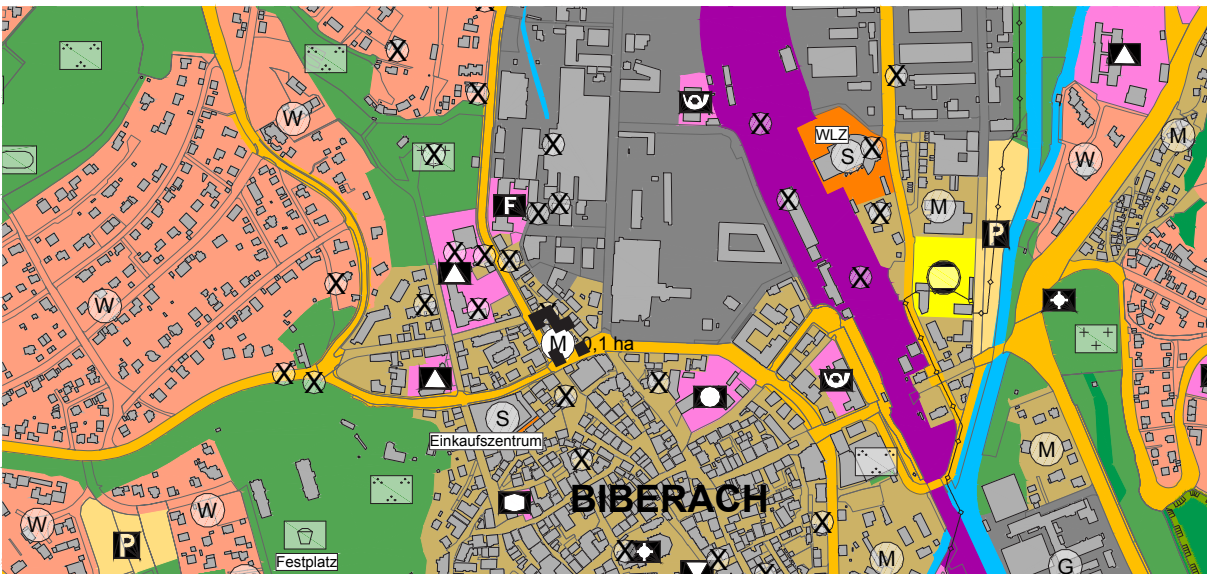 W
WLZ
S
M
W
F
M
P
W
M
0,1 ha
S
Einkaufszentrum
M
BIBERACH
W
W
P
Festplatz
M
G